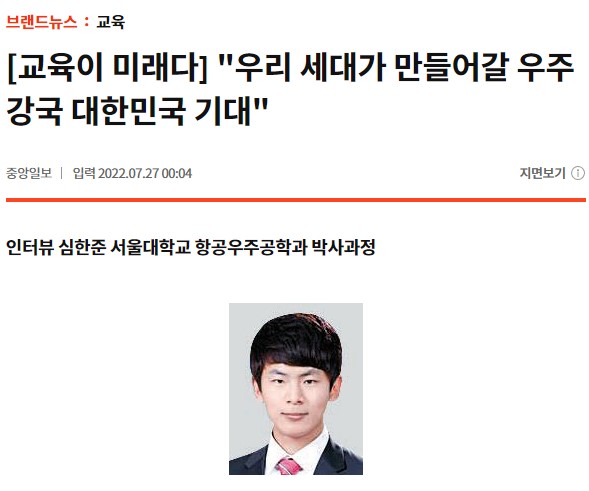 브랜드뉴스 : 교육
[교육이 미래다] "우리 세대가 만들어갈 우주
강국 대한민국 기대"
중앙일보 | 입력 2022.07.27 00:04 지면보기 ⓘ
인터뷰 심한준 서울대학교 항공우주공학과 박사과정